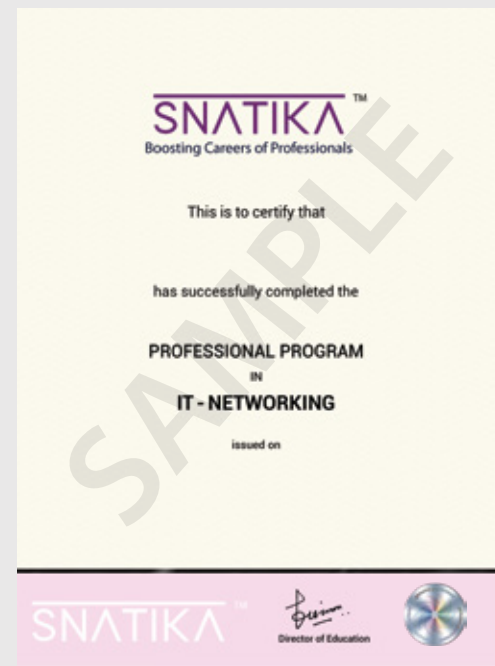 SNATIKA™
Boosting Careers of Professionals
This is to certify that
has successfully completed the
PROFESSIONAL PROGRAM
IN
IT - NETWORKING
issued on
SAMPLE
SNATIKA™
Director of Education